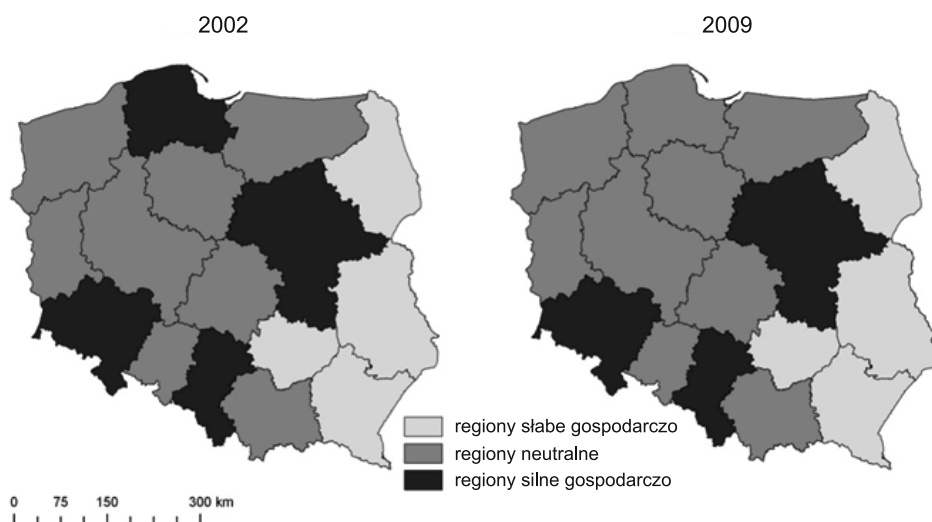 2002
2009
regiony słabe gospodarczo
regiony neutralne
regiony silne gospodarczo
0 75 150 300 km